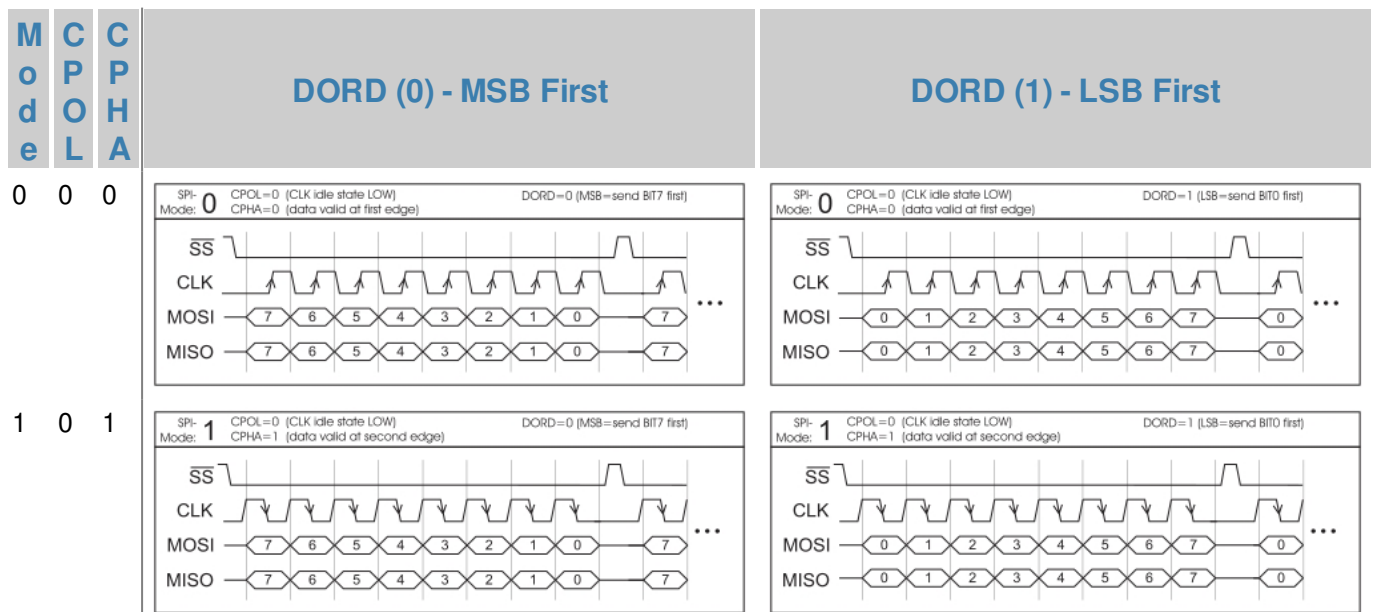 Mode CPOL CPHA DORD (0) - MSB First DORD (1) - LSB First
0 0 0
SPI-Mode: 0 CPOL=0 (CLK idle state LOW) DORD=0 (MSB=send BIT7 first)
CPHA=0 (data valid at first edge)
SS
CLK
MOSI 7 6 5 4 3 2 1 0 7 ...
MISO 7 6 5 4 3 2 1 0 7
SPI-Mode: 0 CPOL=0 (CLK idle state LOW) DORD=1 (LSB=send BIT0 first)
CPHA=0 (data valid at first edge)
SS
CLK
MOSI 0 1 2 3 4 5 6 7 0 ...
MISO 0 1 2 3 4 5 6 7 0
1 0 1
SPI-Mode: 1 CPOL=0 (CLK idle state LOW) DORD=0 (MSB=send BIT7 first)
CPHA=1 (data valid at second edge)
SS
CLK
MOSI 7 6 5 4 3 2 1 0 7 ...
MISO 7 6 5 4 3 2 1 0 7
SPI-Mode: 1 CPOL=0 (CLK idle state LOW) DORD=1 (LSB=send BIT0 first)
CPHA=1 (data valid at second edge)
SS
CLK
MOSI 0 1 2 3 4 5 6 7 0 ...
MISO 0 1 2 3 4 5 6 7 0